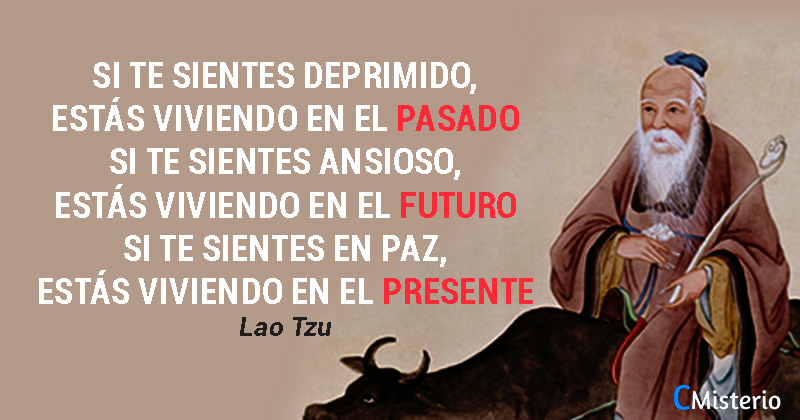 SI TE SIENTES DEPRIMIDO,
ESTÁS VIVIENDO EN EL PASADO
SI TE SIENTES ANSIOSO,
ESTÁS VIVIENDO EN EL FUTURO
SI TE SIENTES EN PAZ,
ESTÁS VIVIENDO EN EL PRESENTE
Lao Tzu
CMisterio